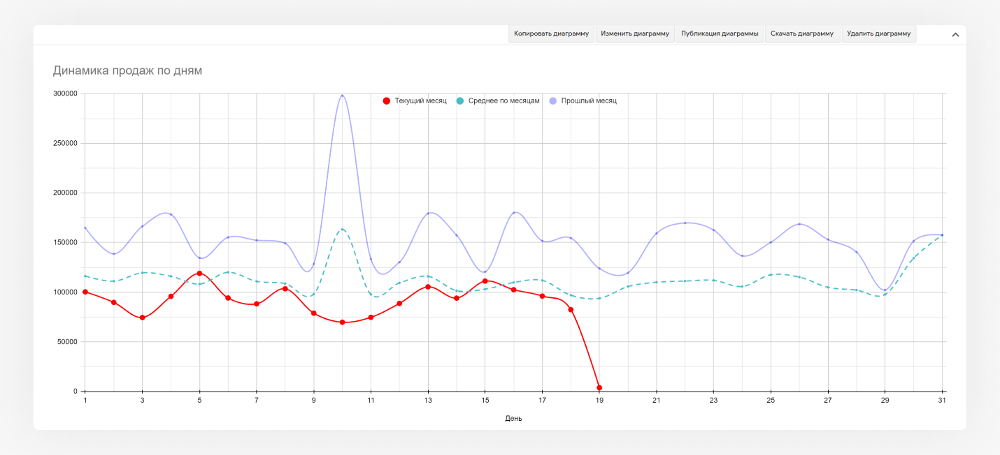 Копировать диаграмму Изменить диаграмму Публикация диаграммы Скачать диаграмму Удалить диаграмму
Динамика продаж по дням
Текущий месяц Среднее по месяцам Прошлый месяц
300000
250000
200000
150000
100000
50000
0
1 3 5 7 9 11 13 15 17 19 21 23 25 27 29 31
День